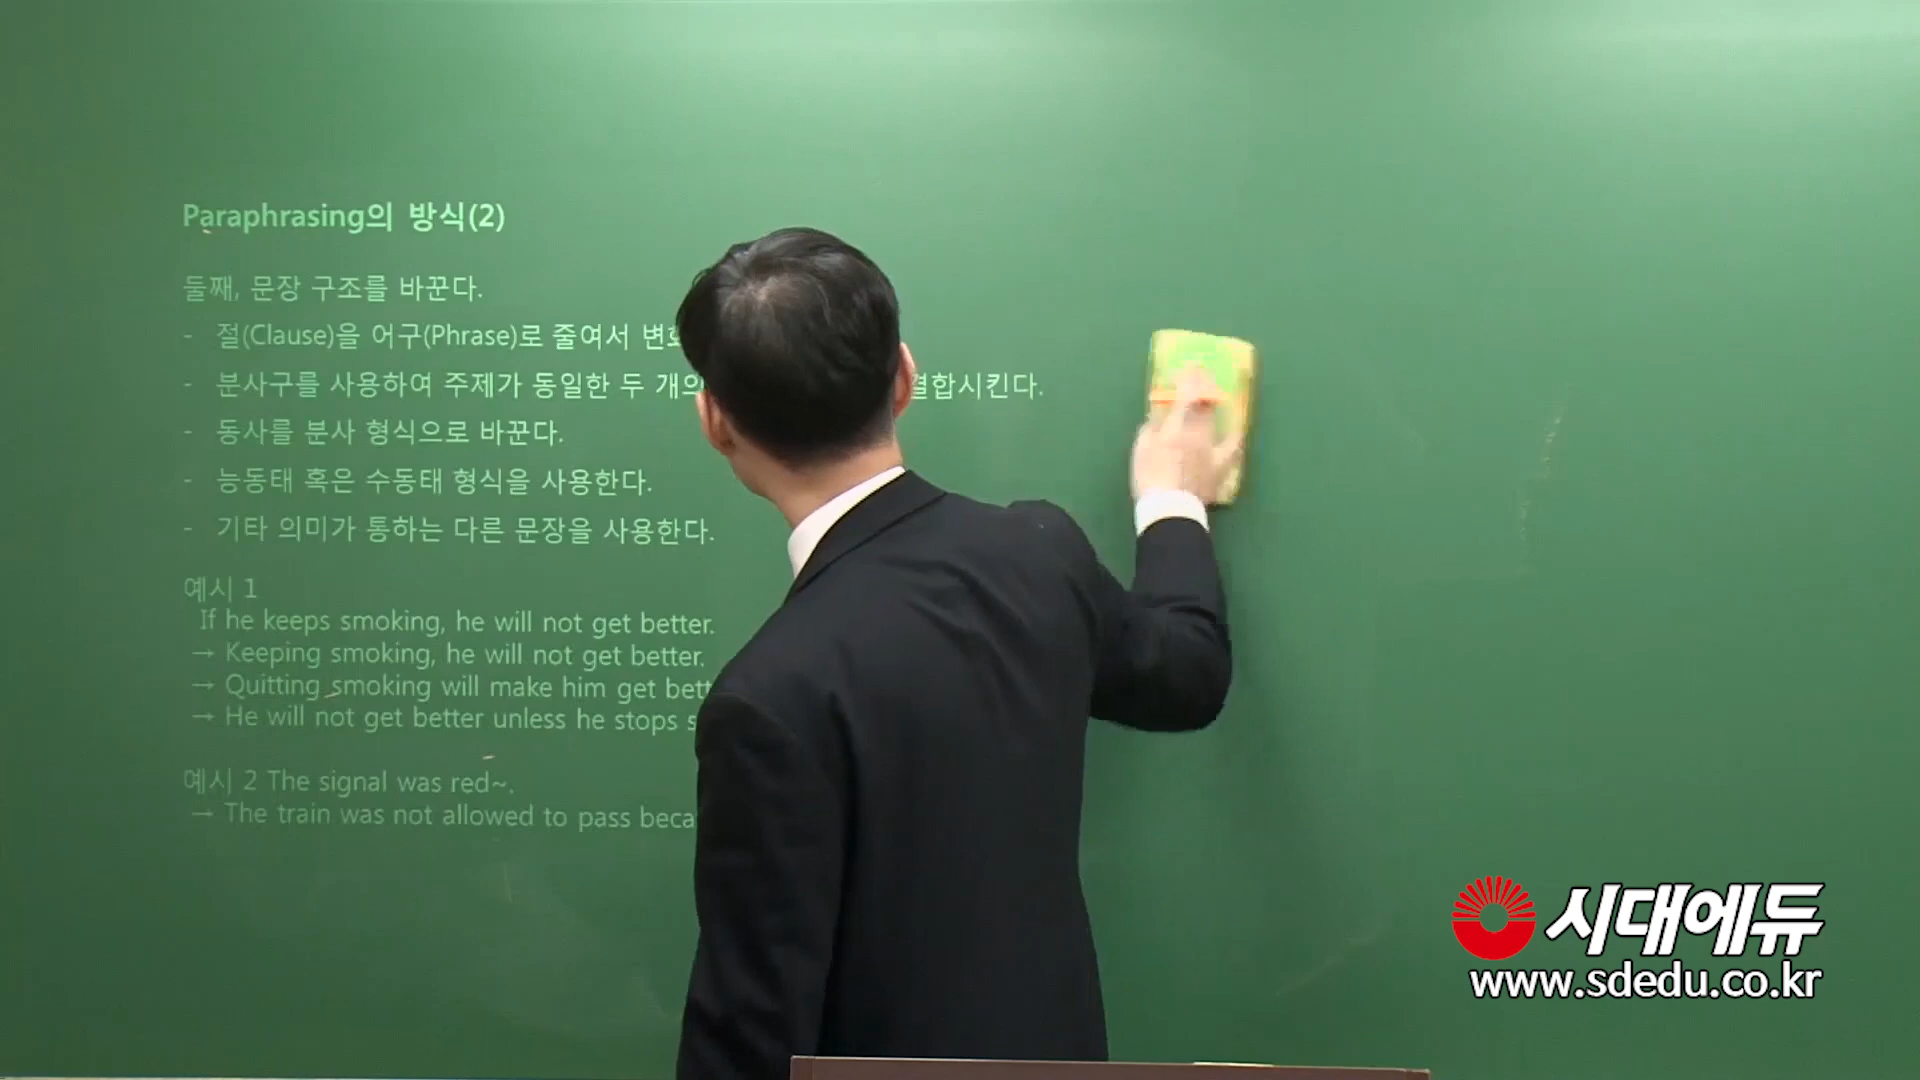 Paraphrasing의 방식(2)
둘째, 문장 구조를 바꾼다.
- 절(Clause)을 어구(Phrase)로 줄여서
- 분사구를 사용하여 주제가 동일한 두 개의 결합시킨다.
- 동사를 분사 형식으로 바꾼다.
- 능동태 혹은 수동태 형식을 사용한다.
- 기타 의미가 통하는 다른 문장을 사용한다.
예시 1
If he keeps smoking, he will not get better.
→ Keeping smoking, he will not get better.
→ Quitting smoking will make him get
→ He will not get better unless he stops
예시 2 The signal was red~.
→ The train was not allowed to pass
시대에듀
www.sdedu.co.kr